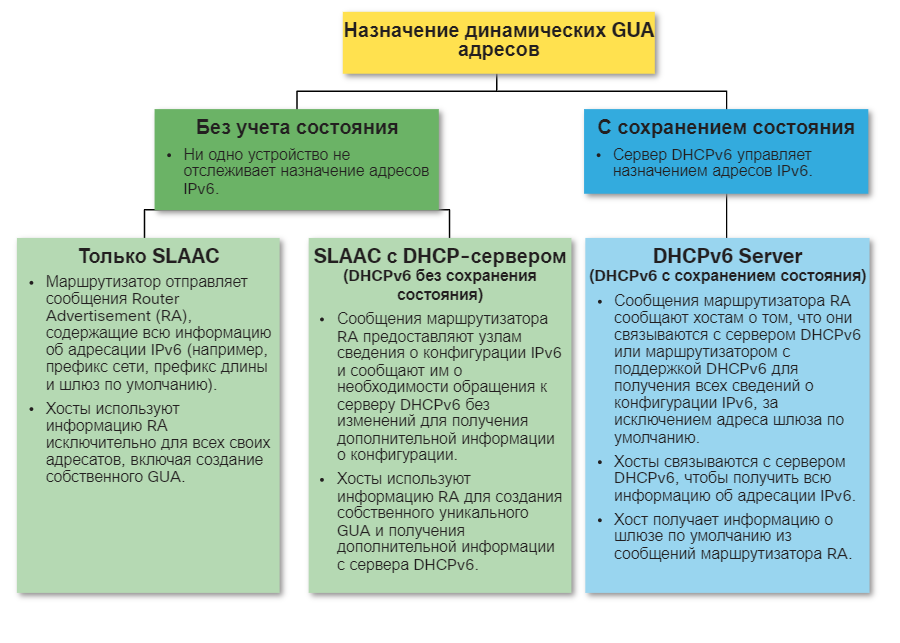 Назначение динамических GUA
адресов
Без учета состояния
• Ни одно устройство не
отслеживает назначение адресов
IPv6.
С сохранением состояния
• Сервер DHCPv6 управляет
назначением адресов IPv6.
Только SLAAC
• Маршрутизатор отправляет
сообщения Router
Advertisement (RA),
содержащие всю информацию
об адресации IPv6 (например,
префикс сети, префикс длины
и шлюз по умолчанию).
• Хосты используют
информацию RA
исключительно для всех своих
адресатов, включая создание
собственного GUA.
SLAAC с DHCP-сервером
(DHCPv6 без сохранения
состояния)
• Сообщения маршрутизатора
RA предоставляют узлам
сведения о конфигурации IPv6
и сообщают им о
необходимости обращения к
серверу DHCPv6 без
изменений для получения
дополнительной информации
о конфигурации.
• Хосты используют
информацию RA для создания
собственного уникального
GUA и получения
дополнительной информации
с сервера DHCPv6.
DHCPv6 Server
(DHCPv6 с сохранением состояния)
• Сообщения маршрутизатора RA
сообщают хостам о том, что они
связываются с сервером DHCPv6
или маршрутизатором с
поддержкой DHCPv6 для
получения всех сведений о
конфигурации IPv6, за
исключением адреса шлюза по
умолчанию.
• Хосты связываются с сервером
DHCPv6, чтобы получить всю
информацию об адресации IPv6.
• Хост получает информацию о
шлюзе по умолчанию из
сообщений маршрутизатора RA.